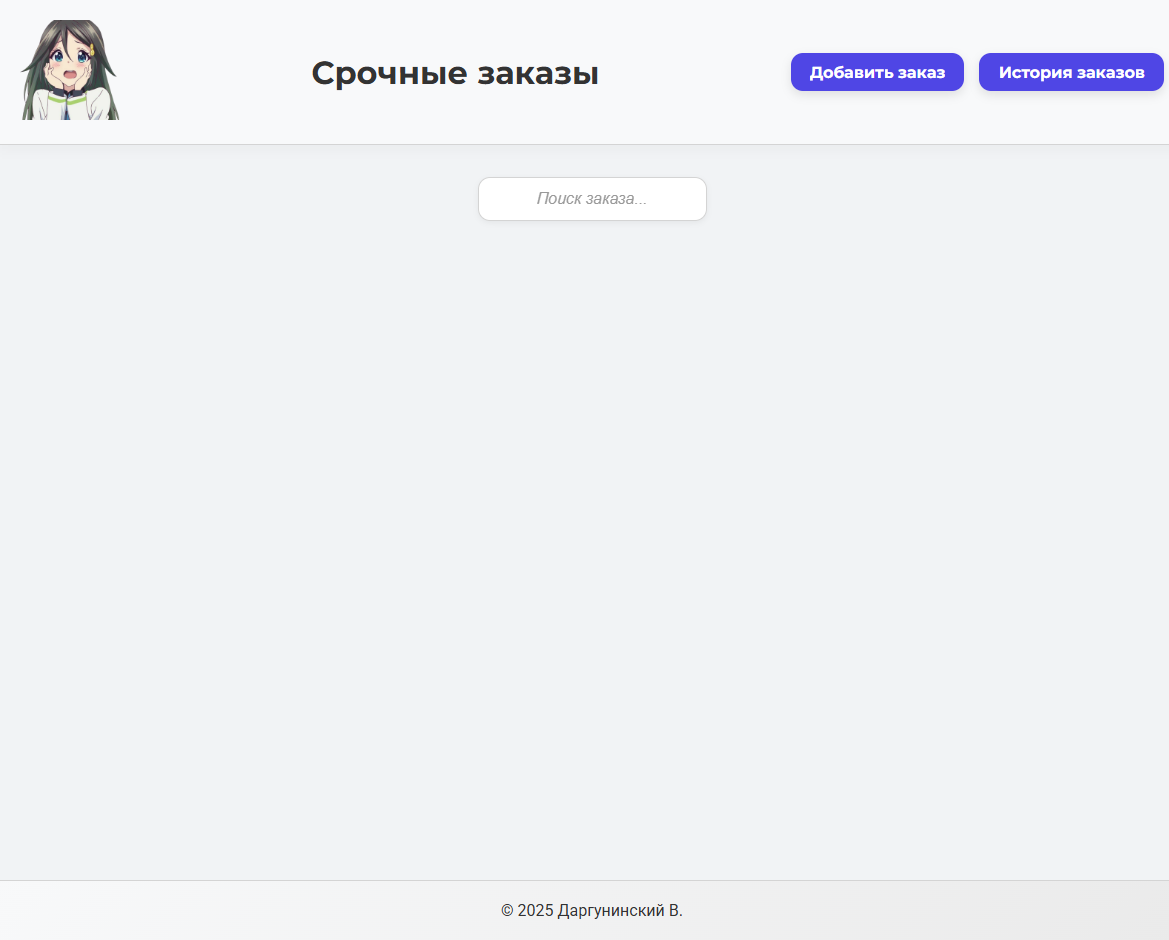 Срочные заказы
Добавить заказ
История заказов
Поиск заказа...
© 2025 Даргунинский В.